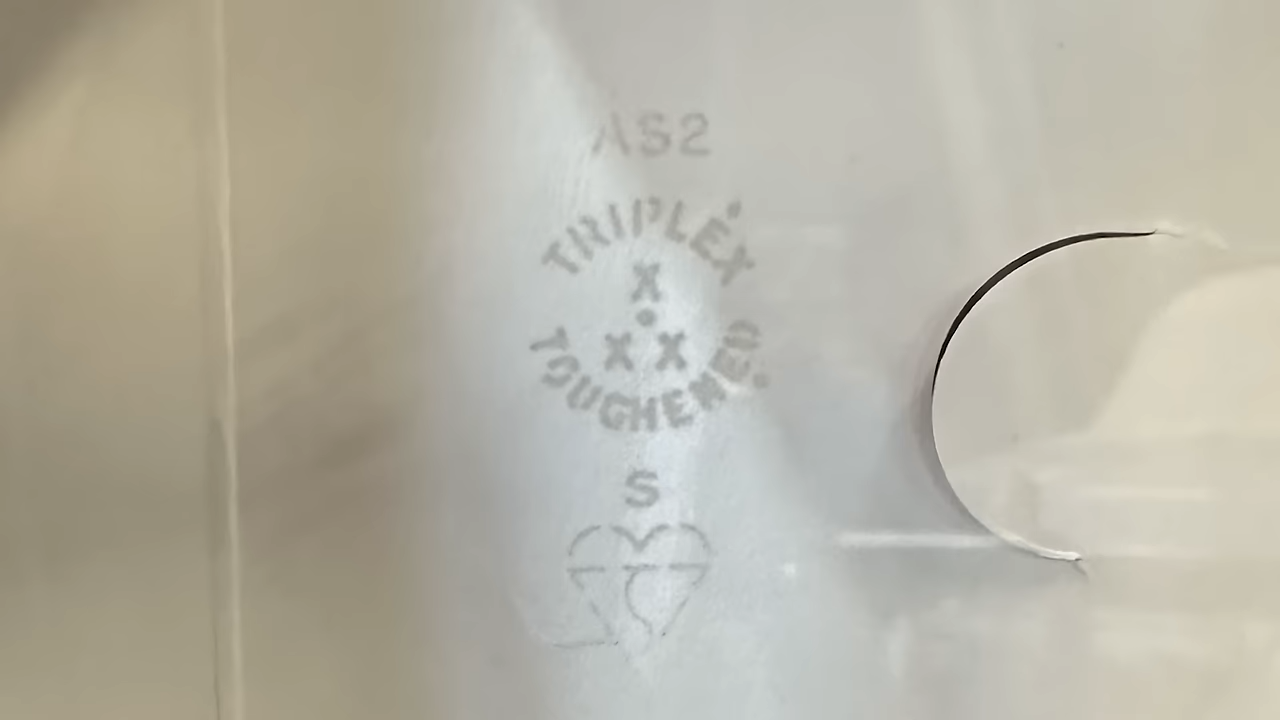 AS2
TRIPLEX
X
X X
TOUGHENED
S